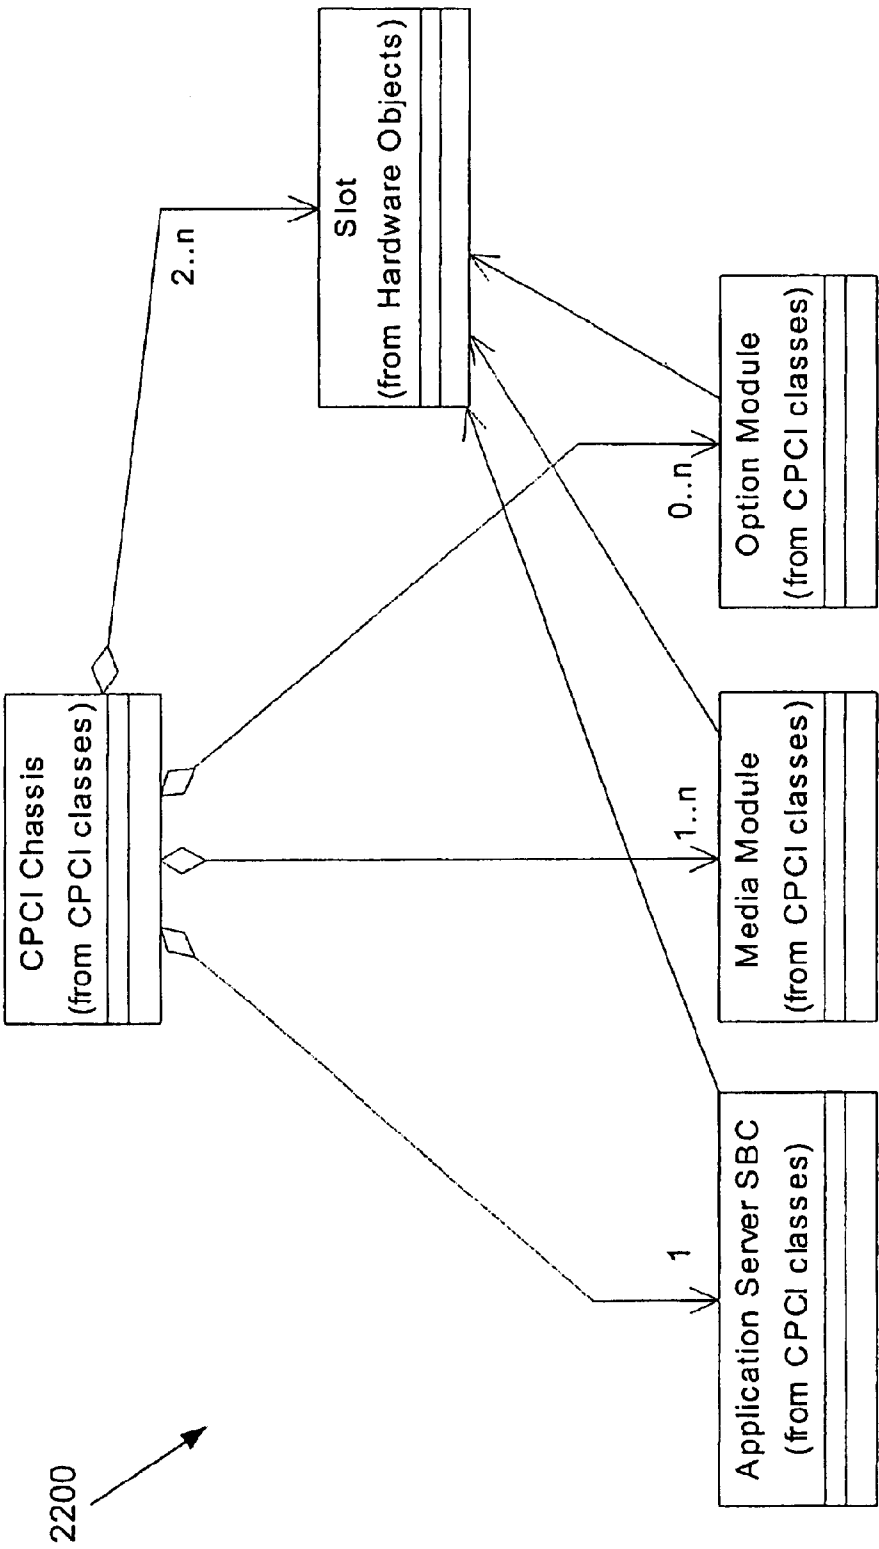 2200
CPCI Chassis
(from CPCI classes)
2..n
Slot
(from Hardware Objects)
1
1..n
0..n
Application Server SBC
(from CPCI classes)
Media Module
(from CPCI classes)
Option Module
(from CPCI classes)